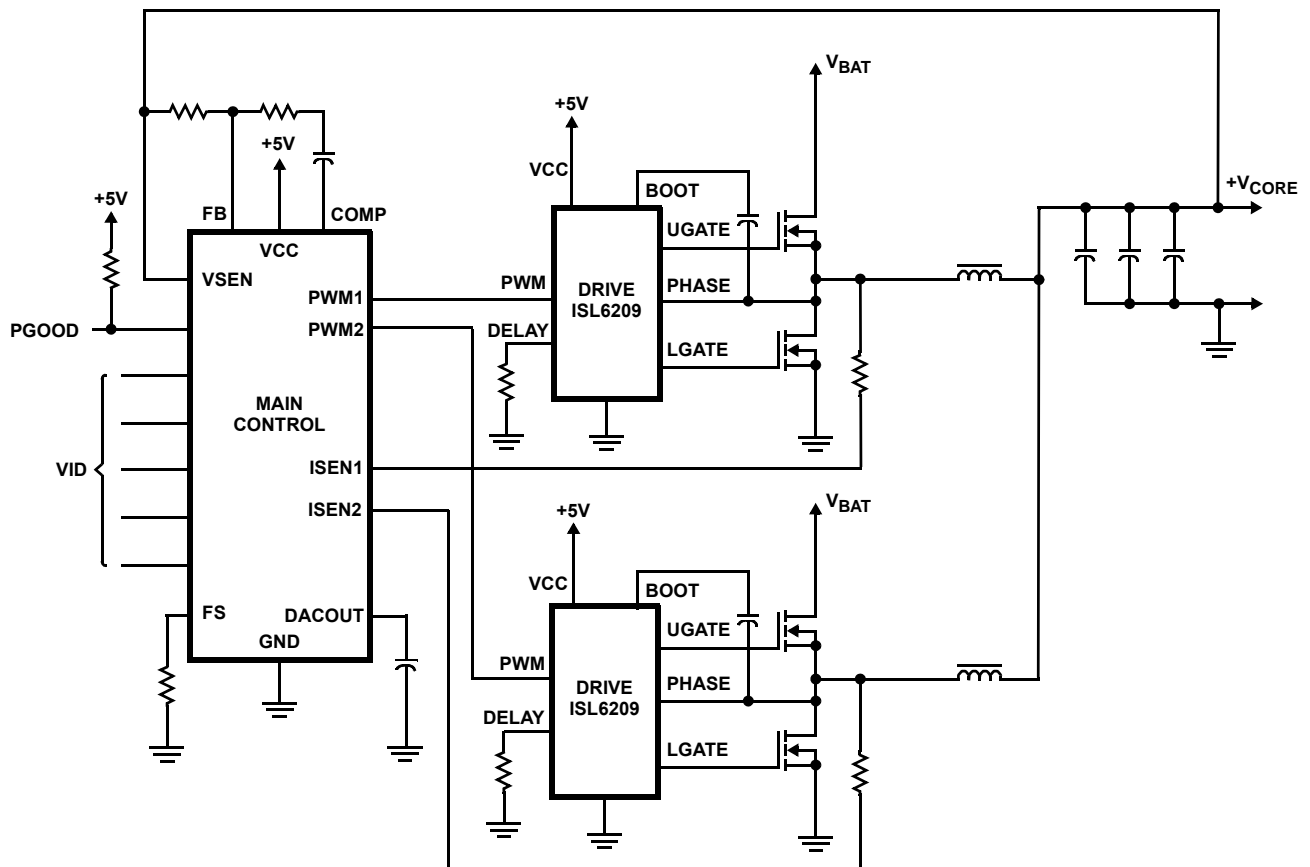 V_BAT
+5V
+5V
VCC
BOOT
+V_CORE
+5V
FB
COMP
UGATE
VCC
VSEN
PWM
DRIVE
ISL6209
PHASE
PWM1
PGOOD
PWM2
DELAY
LGATE
MAIN
CONTROL
VID
ISEN1
ISEN2
V_BAT
+5V
VCC
BOOT
FS
DACOUT
UGATE
GND
PWM
DRIVE
ISL6209
PHASE
DELAY
LGATE